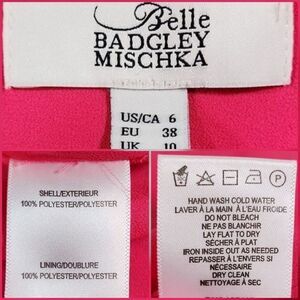 Belle
BADGLEY
MISCHKA
US/CA 6
EU 38
UK 10
SHELL/EXTERIEUR
100% POLYESTER/POLYESTER
LINING/DOUBLURE
100% POLYESTER/POLYESTER
HAND WASH COLD WATER
LAVER À LA MAIN À L'EAU FROIDE
DO NOT BLEACH
NE PAS BLANCHIR
LAY FLAT TO DRY
SÉCHER À PLAT
IRON INSIDE OUT AS NEEDED
REPASSER À L'ENVERS SI
NÉCESSAIRE
DRY CLEAN
NETTOYAGE À SEC